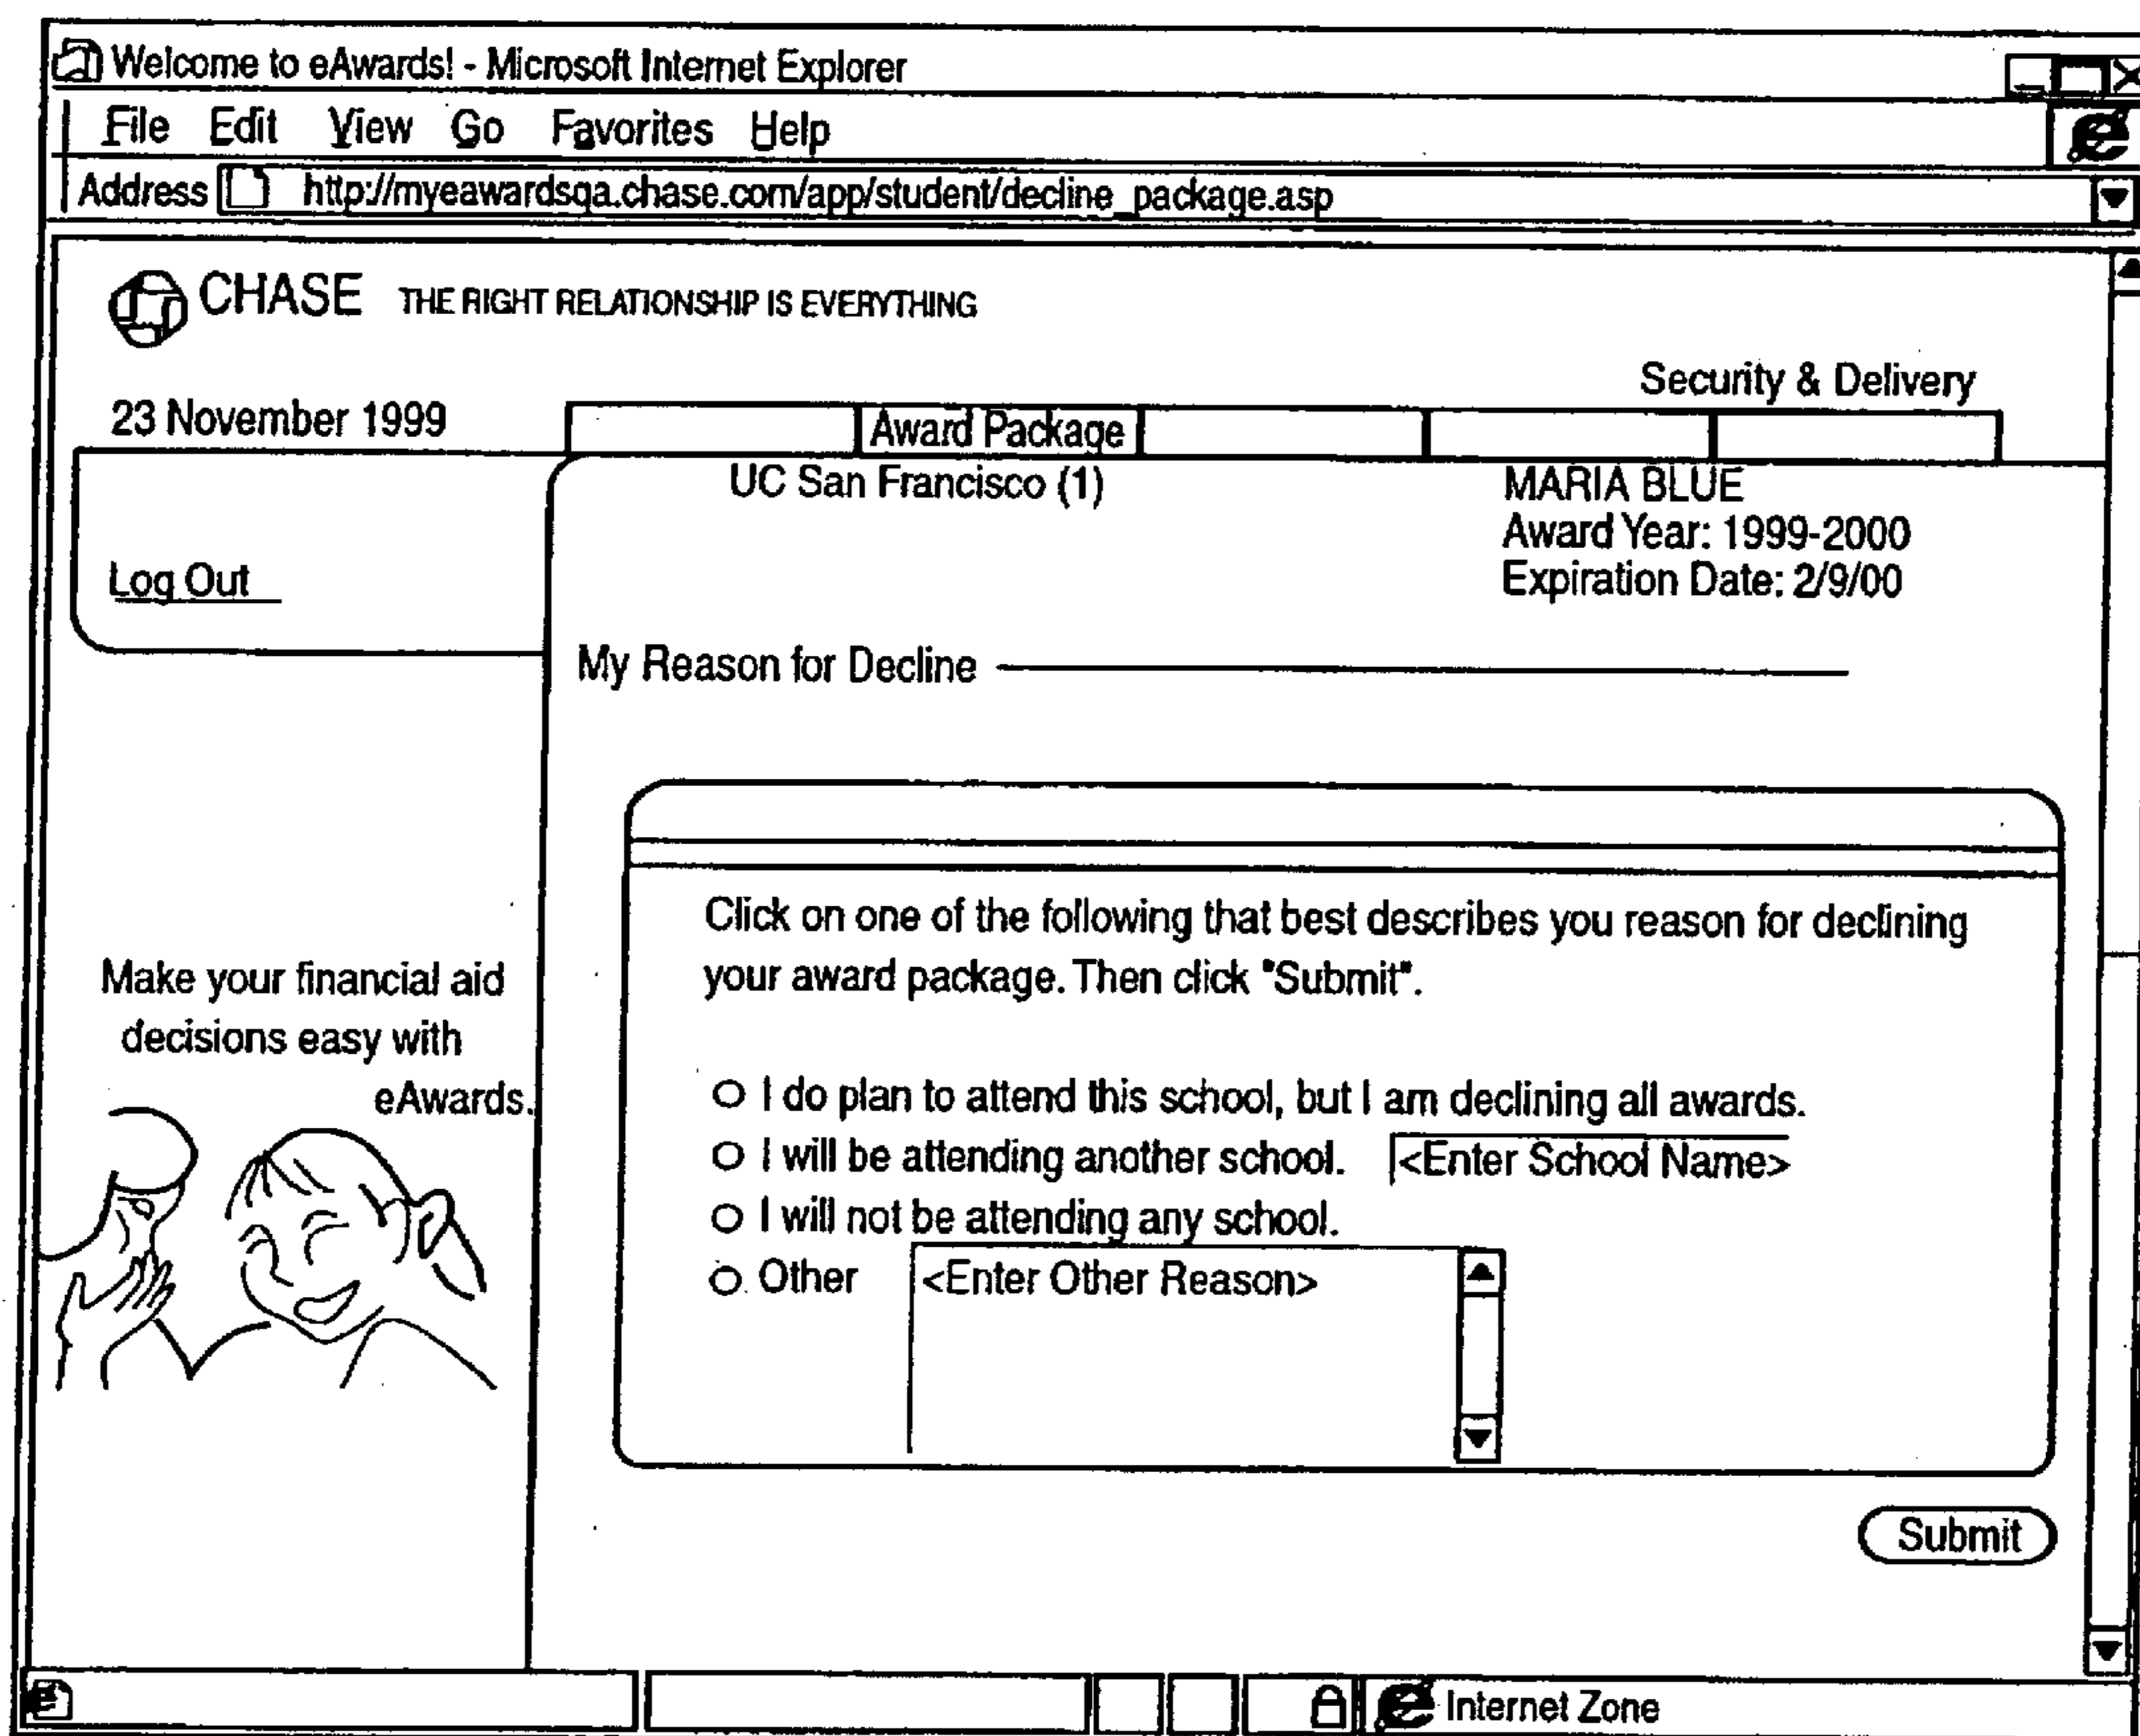 Welcome to eAwards! - Microsoft Internet Explorer
File Edit View Go Favorites Help
Address http://myeawardsqa.chase.com/app/student/decline_package.asp
CHASE THE RIGHT RELATIONSHIP IS EVERYTHING
Security & Delivery
23 November 1999
Award Package
UC San Francisco (1)
MARIA BLUE
Award Year: 1999-2000
Expiration Date: 2/9/00
Log Out
My Reason for Decline
Click on one of the following that best describes you reason for declining
your award package. Then click "Submit".
Make your financial aid
decisions easy with
eAwards.
I do plan to attend this school, but I am declining all awards.
I will be attending another school. <Enter School Name>
I will not be attending any school.
Other <Enter Other Reason>
Submit
Internet Zone